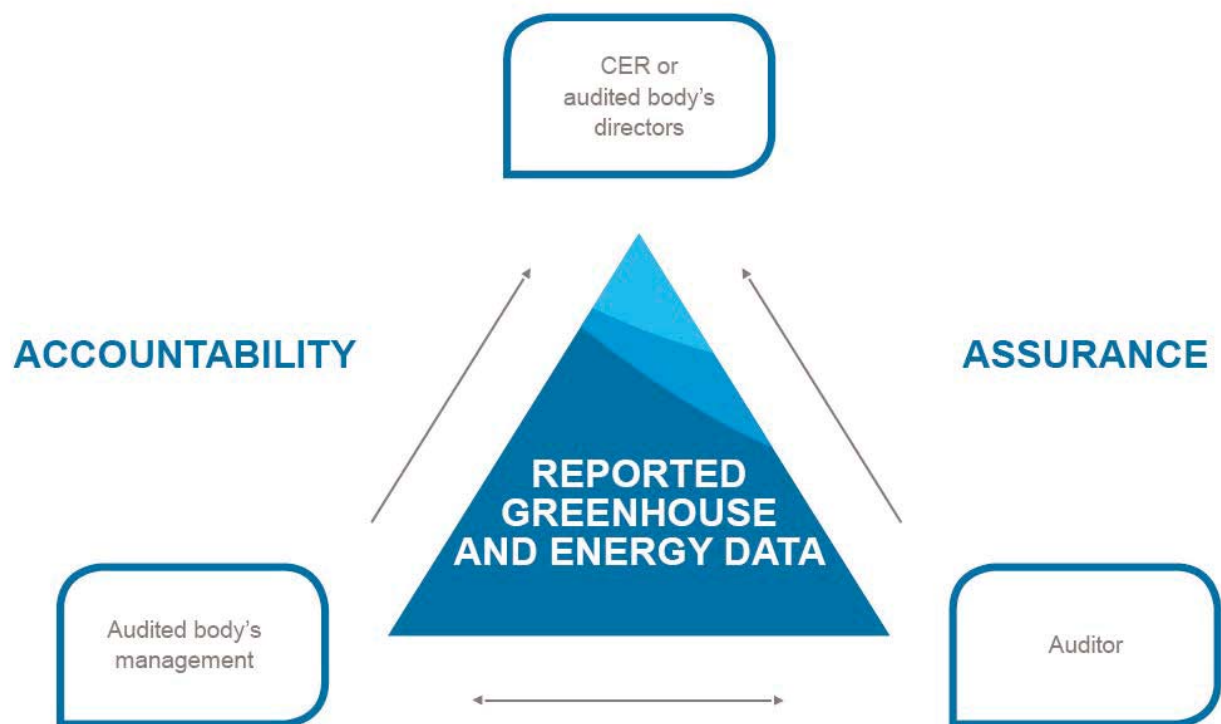 CER or
audited body's
directors
ACCOUNTABILITY
ASSURANCE
REPORTED
GREENHOUSE
AND ENERGY DATA
Audited body's
management
Auditor